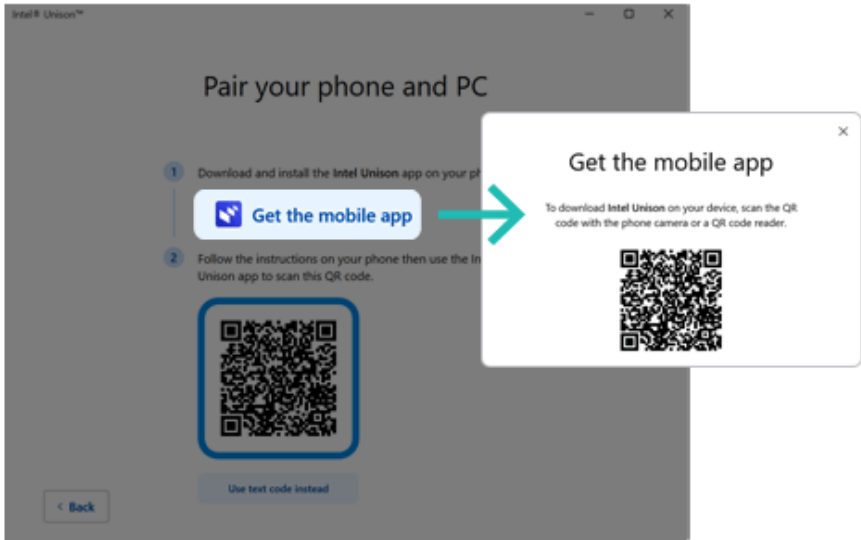 Intel® Unison™
Pair your phone and PC
1
Download and install the Intel Unison app on your
Get the mobile app
2
Follow the instructions on your phone then use the
Unison app to scan this QR code.
Use text code instead
< Back
Get the mobile app
To download Intel Unison on your device, scan the QR
code with the phone camera or a QR code reader.